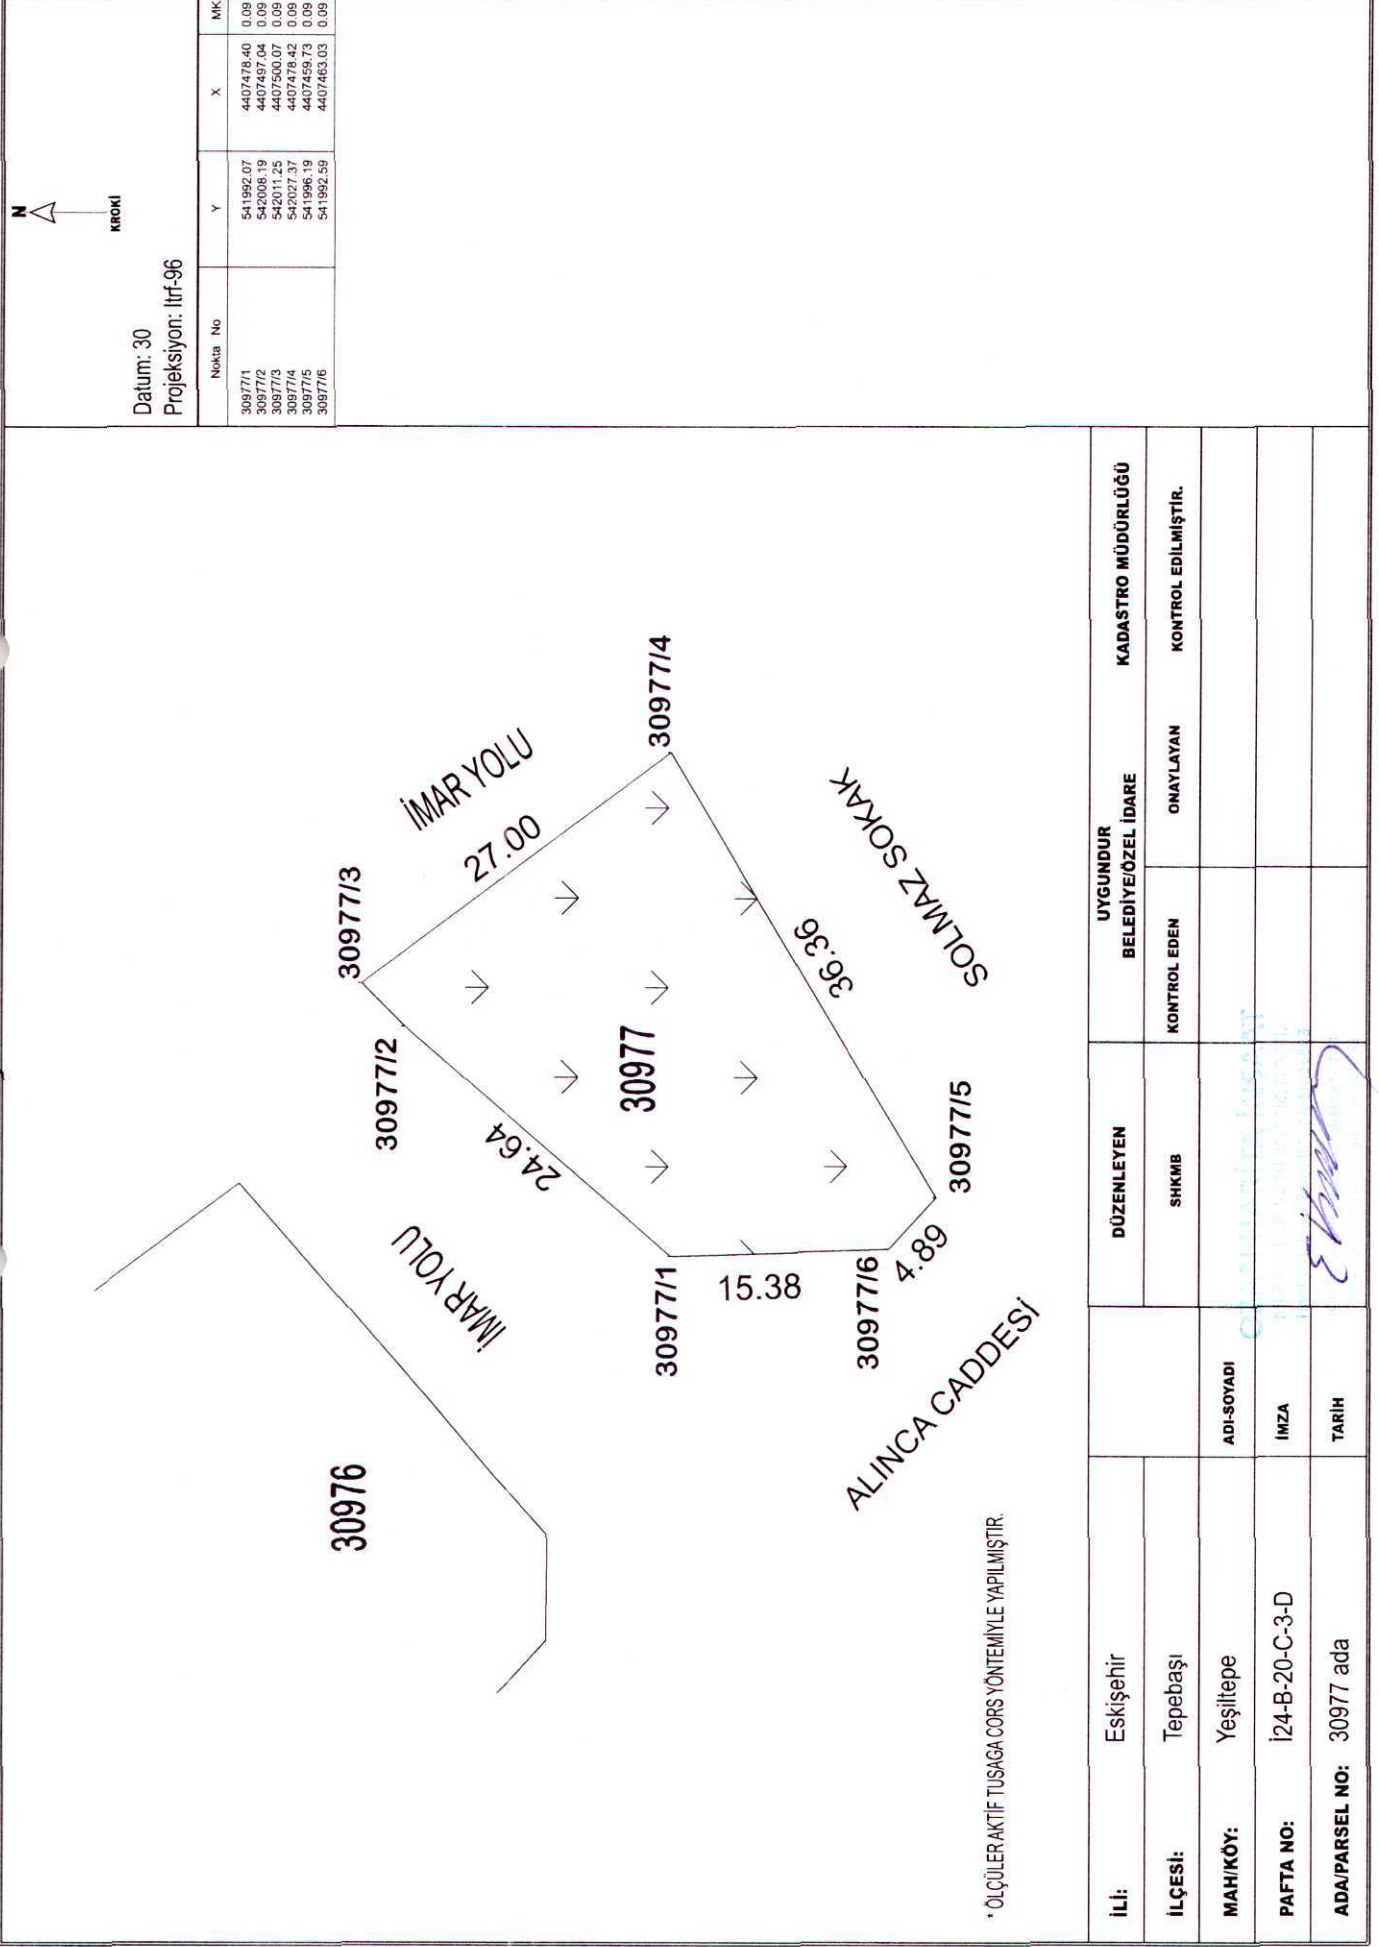 N
KROKİ
Datum: 30
Projeksiyon: Itrf-96
Nokta No Y X MK
30977/1 541992.07 4407478.40 0.09
30977/2 542008.19 4407497.04 0.09
30977/3 542011.25 4407500.07 0.09
30977/4 542027.37 4407478.42 0.09
30977/5 541996.19 4407459.73 0.09
30977/6 541992.59 4407463.03 0.09
30976
İMAR YOLU
30977/2
30977/3
İMAR YOLU
27.00
24.64
30977
30977/4
30977/1
15.38
30977/6
4.89
30977/5
36.36
SOLMAZ SOKAK
ALINCA CADDESİ
* ÖLÇÜLER AKTİF TUSAGA CORS YÖNTEMİYLE YAPILMIŞTIR.
İLİ: Eskişehir
İLÇESİ: Tepebaşı
MAH/KÖY: Yeşiltepe
PAFTA NO: İ24-B-20-C-3-D
ADA/PARSEL NO: 30977 ada
DÜZENLEYEN
SHKMB
UYGUNDUR
BELEDİYE/ÖZEL İDARE
KADASTRO MÜDÜRLÜĞÜ
KONTROL EDEN
ONAYLAYAN
KONTROL EDİLMİŞTİR.
ADI-SOYADI
İMZA
TARİH